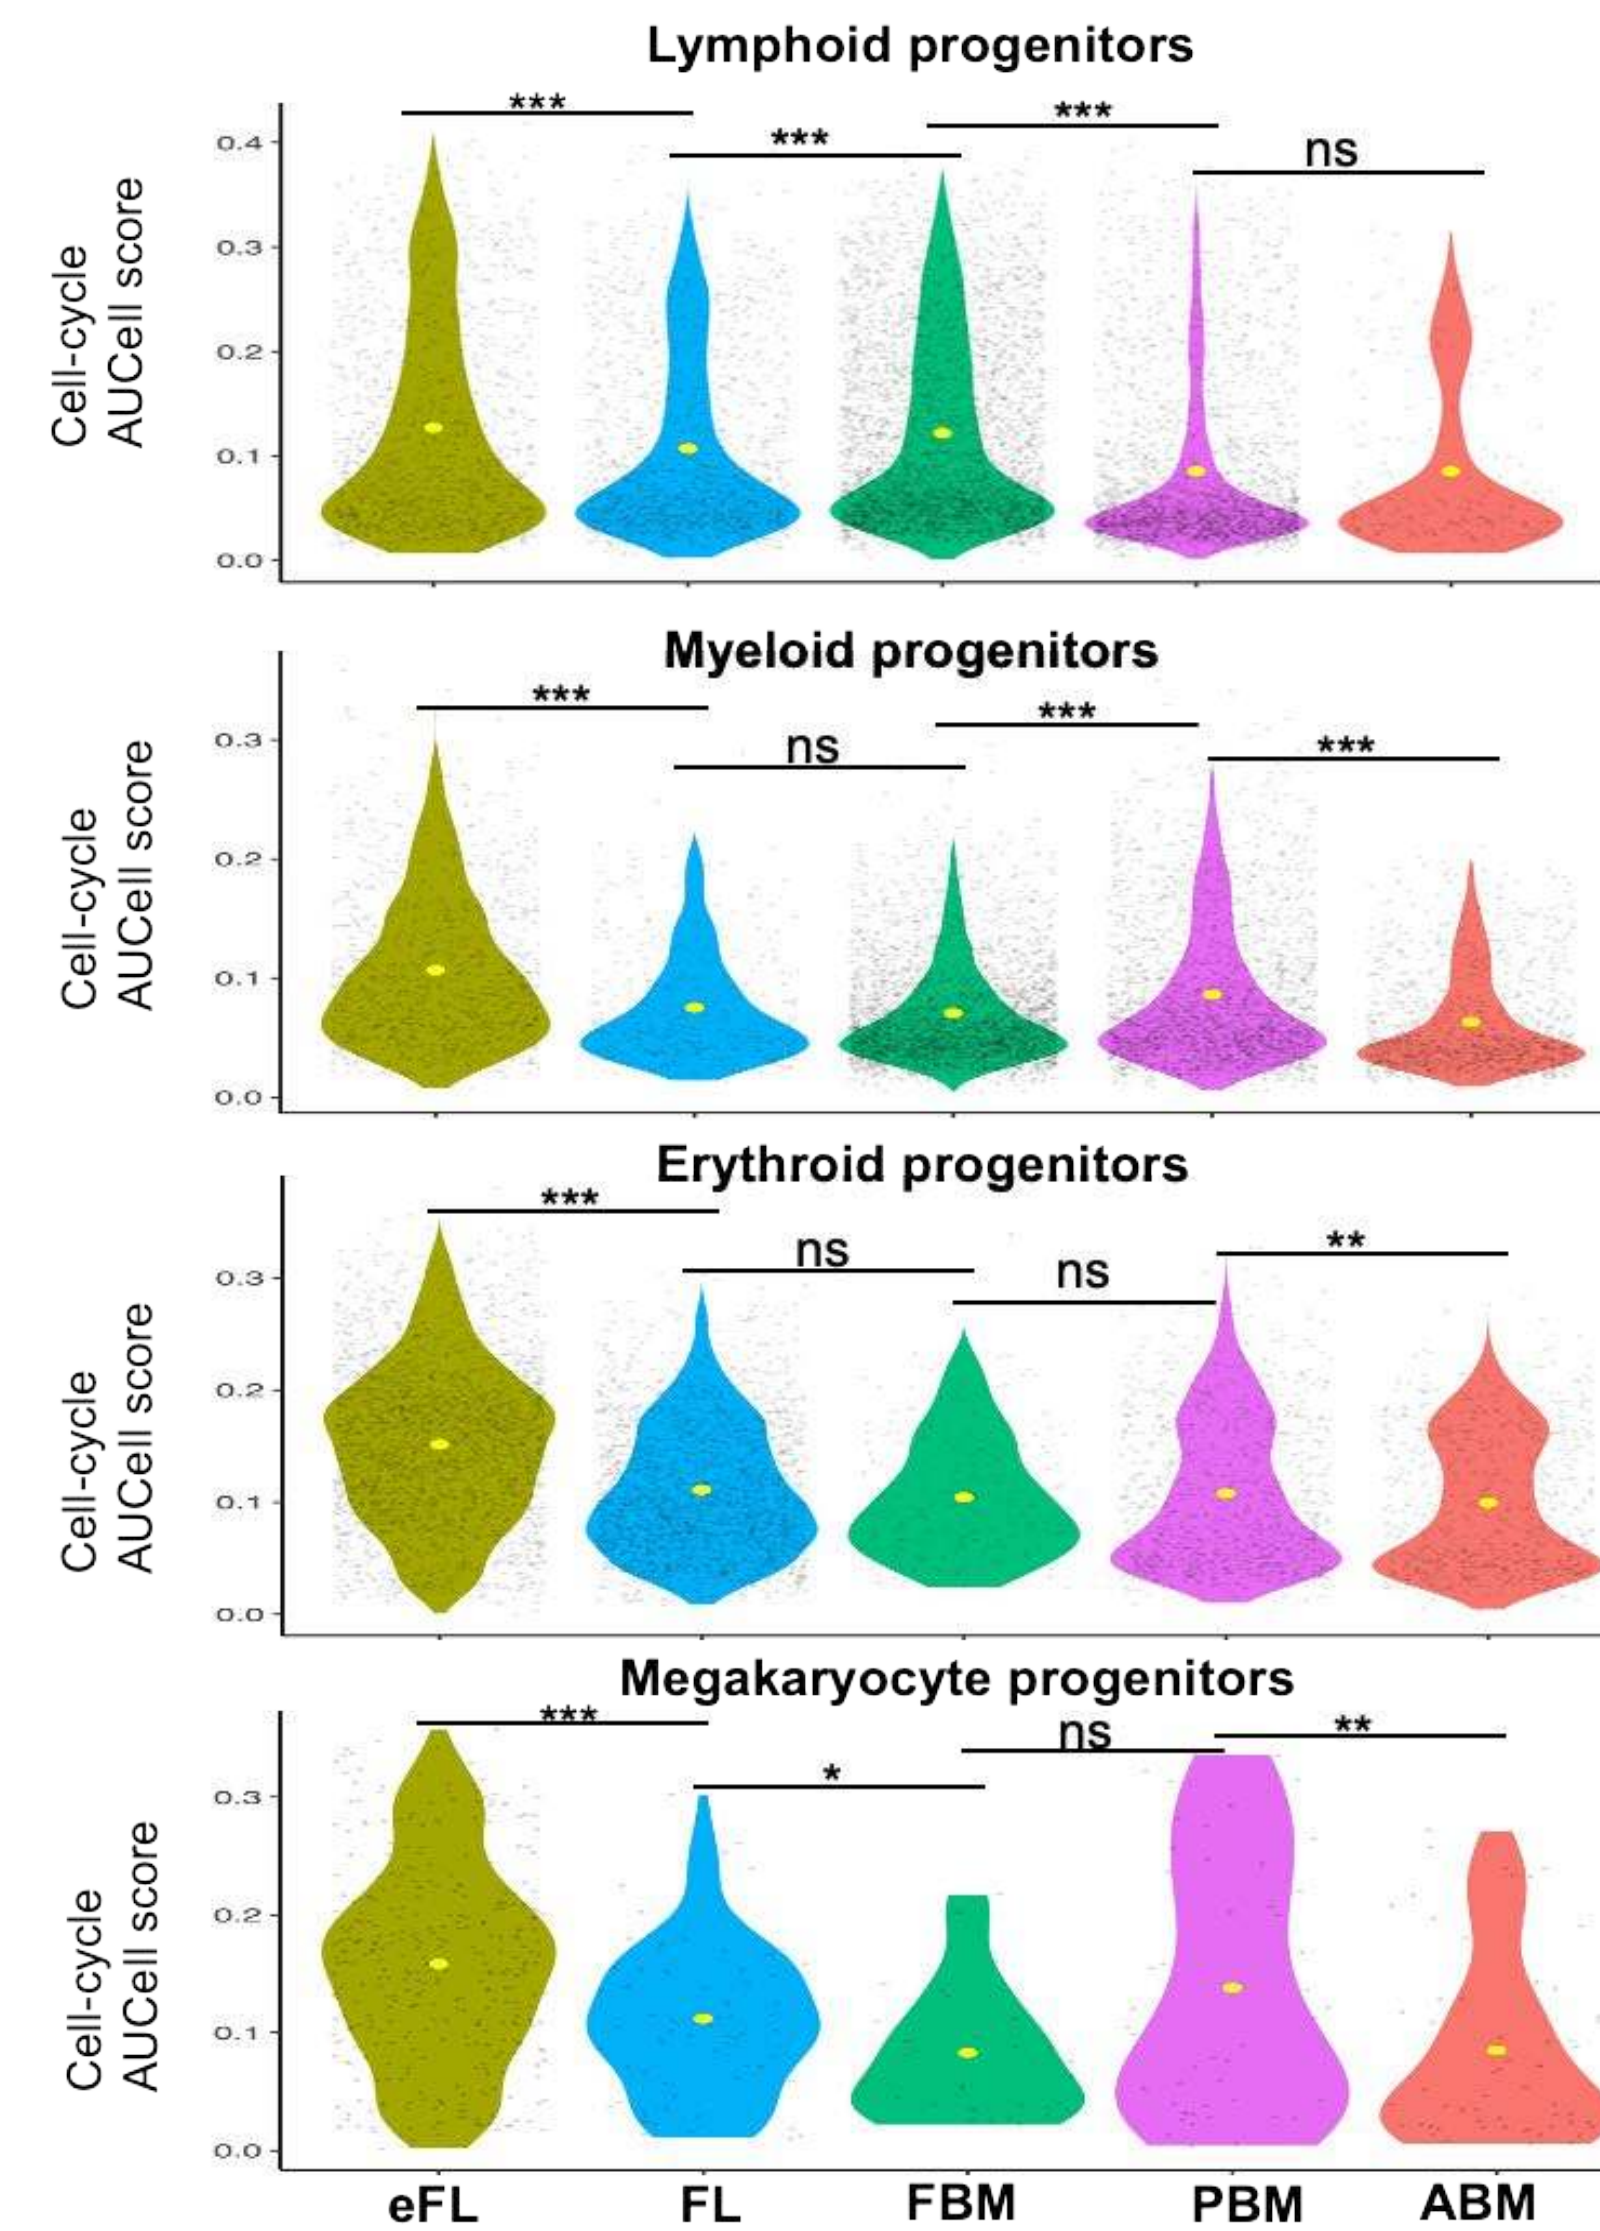 Lymphoid progenitors
***
***
***
ns
Cell-cycle
AUCell score
0.4
0.3
0.2
0.1
0.0
Myeloid progenitors
***
ns
***
***
Cell-cycle
AUCell score
0.3
0.2
0.1
0.0
Erythroid progenitors
***
ns
ns
**
Cell-cycle
AUCell score
0.3
0.2
0.1
0.0
Megakaryocyte progenitors
***
*
ns
**
Cell-cycle
AUCell score
0.3
0.2
0.1
0.0
eFL FL FBM PBM ABM